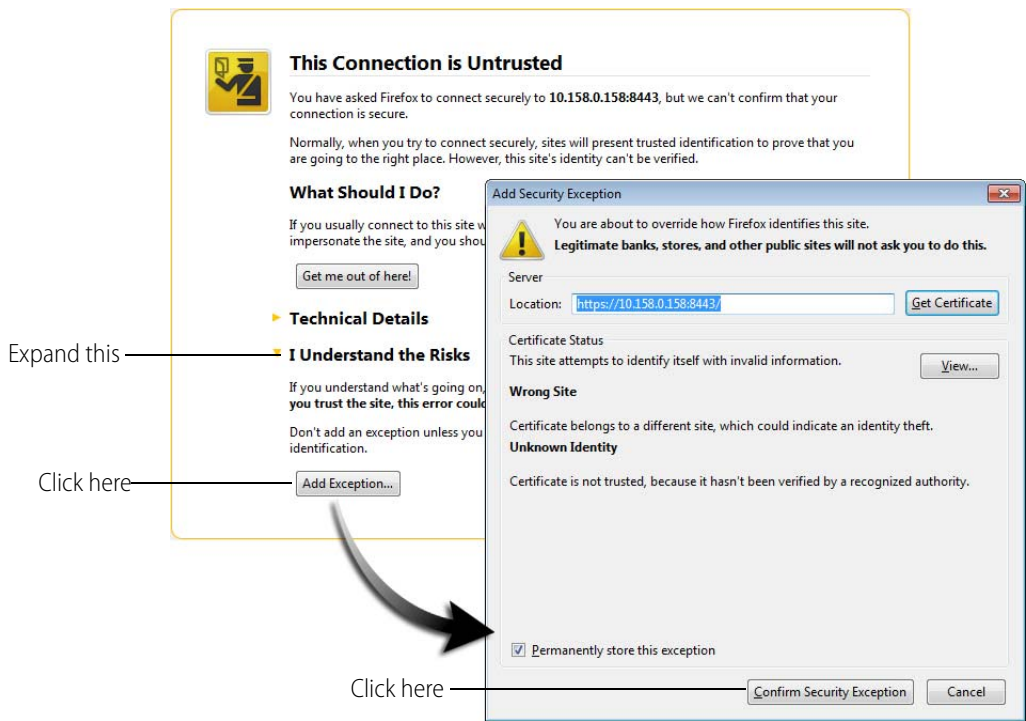 This Connection is Untrusted
You have asked Firefox to connect securely to 10.158.0.158:8443, but we can't confirm that your
connection is secure.
Normally, when you try to connect securely, sites will present trusted identification to prove that you
are going to the right place. However, this site's identity can't be verified.
What Should I Do?
If you usually connect to this site w
impersonate the site, and you shou
Get me out of here!
Technical Details
Expand this
I Understand the Risks
If you understand what's going on,
you trust the site, this error could
Don't add an exception unless you
identification.
Click here
Add Exception...
Add Security Exception
You are about to override how Firefox identifies this site.
Legitimate banks, stores, and other public sites will not ask you to do this.
Server
Location: https://10.158.0.158:8443/
Get Certificate
Certificate Status
This site attempts to identify itself with invalid information.
View...
Wrong Site
Certificate belongs to a different site, which could indicate an identity theft.
Unknown Identity
Certificate is not trusted, because it hasn't been verified by a recognized authority.
Permanently store this exception
Click here
Confirm Security Exception
Cancel